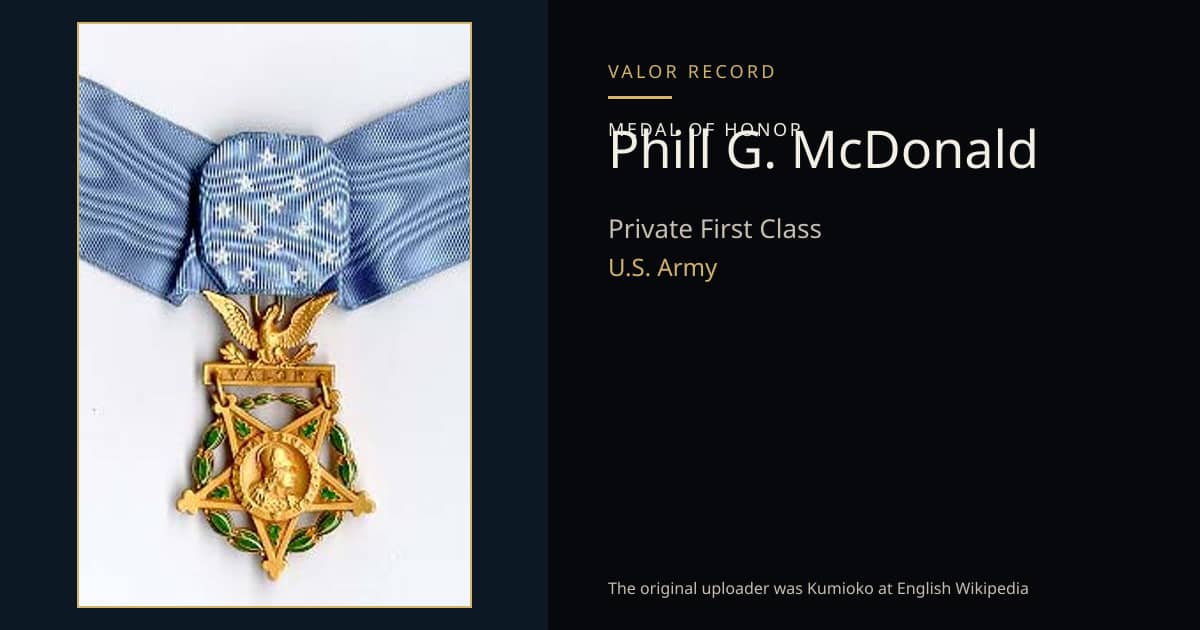 VALOR RECORD
MEDAL OF HONOR
Phill G. McDonald
Private First Class
U.S. Army
VALOR
The original uploader was Kumioko at English Wikipedia